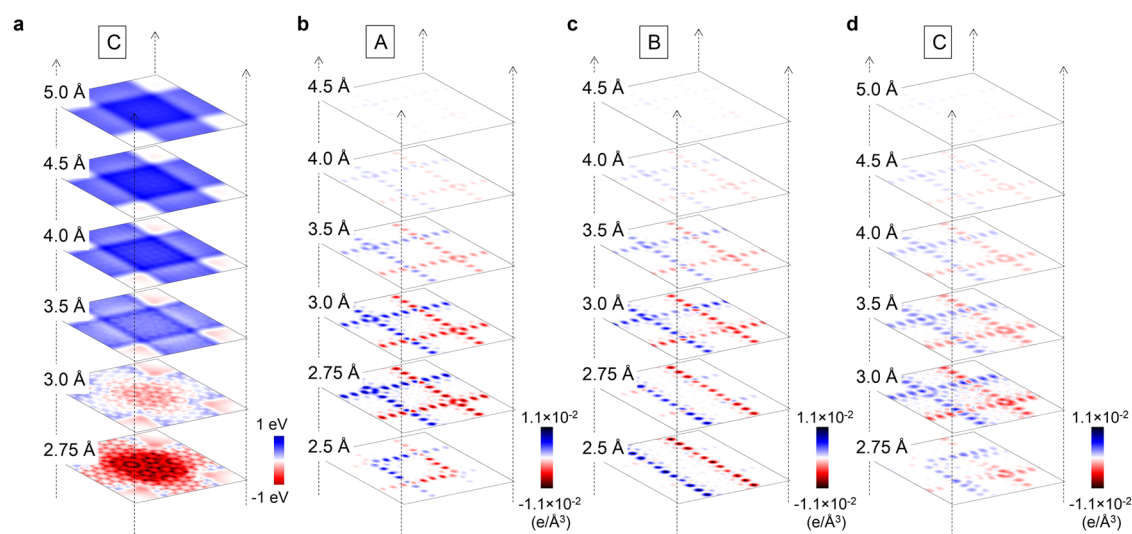 a
C
5.0 Å
4.5 Å
4.0 Å
3.5 Å
3.0 Å
2.75 Å
1 eV
-1 eV
b
A
4.5 Å
4.0 Å
3.5 Å
3.0 Å
2.75 Å
2.5 Å
1.1×10-2
-1.1×10-2
(e/Å3)
c
B
4.5 Å
4.0 Å
3.5 Å
3.0 Å
2.75 Å
2.5 Å
1.1×10-2
-1.1×10-2
(e/Å3)
d
C
5.0 Å
4.5 Å
4.0 Å
3.5 Å
3.0 Å
2.75 Å
1.1×10-2
-1.1×10-2
(e/Å3)